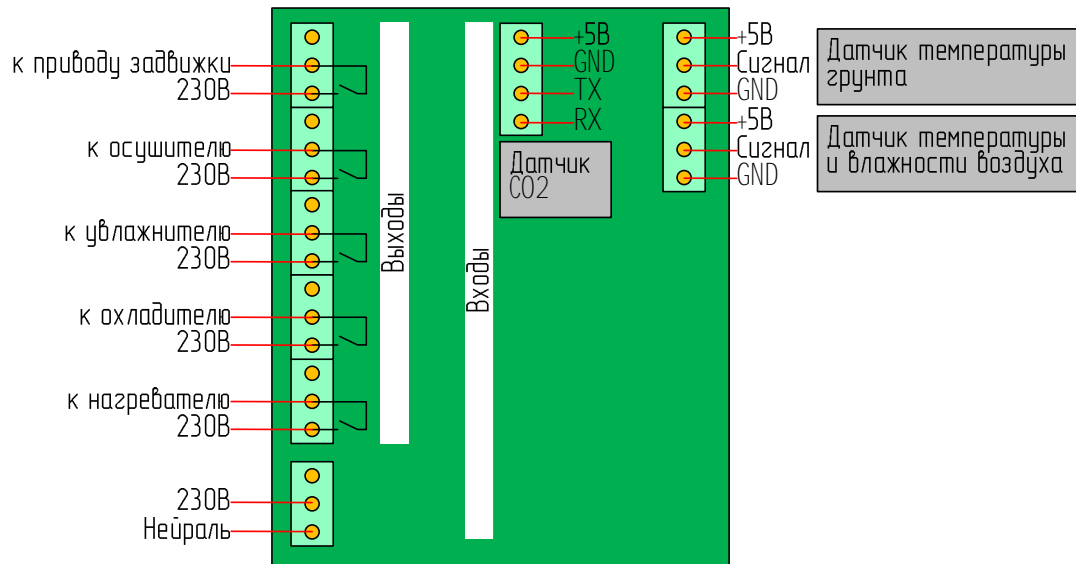 к приводу задвижки
230В
к осушителю
230В
к увлажнителю
230В
к охладителю
230В
к нагревателю
230В
230В
Нейраль
Выходы
Входы
+5В
GND
TX
RX
Датчик
CO2
+5В
Сигнал
GND
+5В
Сигнал
GND
Датчик температуры
грунта
Датчик температуры
и влажности воздуха